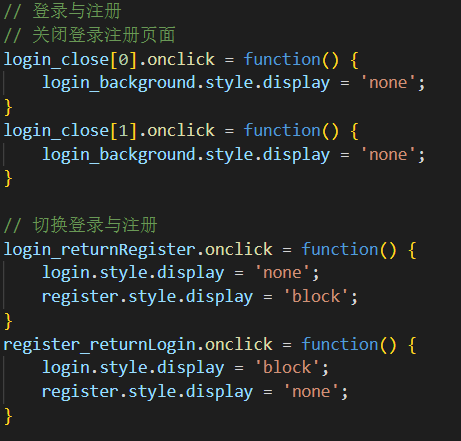 // 登录与注册
// 关闭登录注册页面
login_close[0].onclick = function() {
    login_background.style.display = 'none';
}
login_close[1].onclick = function() {
    login_background.style.display = 'none';
}

// 切换登录与注册
login_returnRegister.onclick = function() {
    login.style.display = 'none';
    register.style.display = 'block';
}
register_returnLogin.onclick = function() {
    login.style.display = 'block';
    register.style.display = 'none';
}